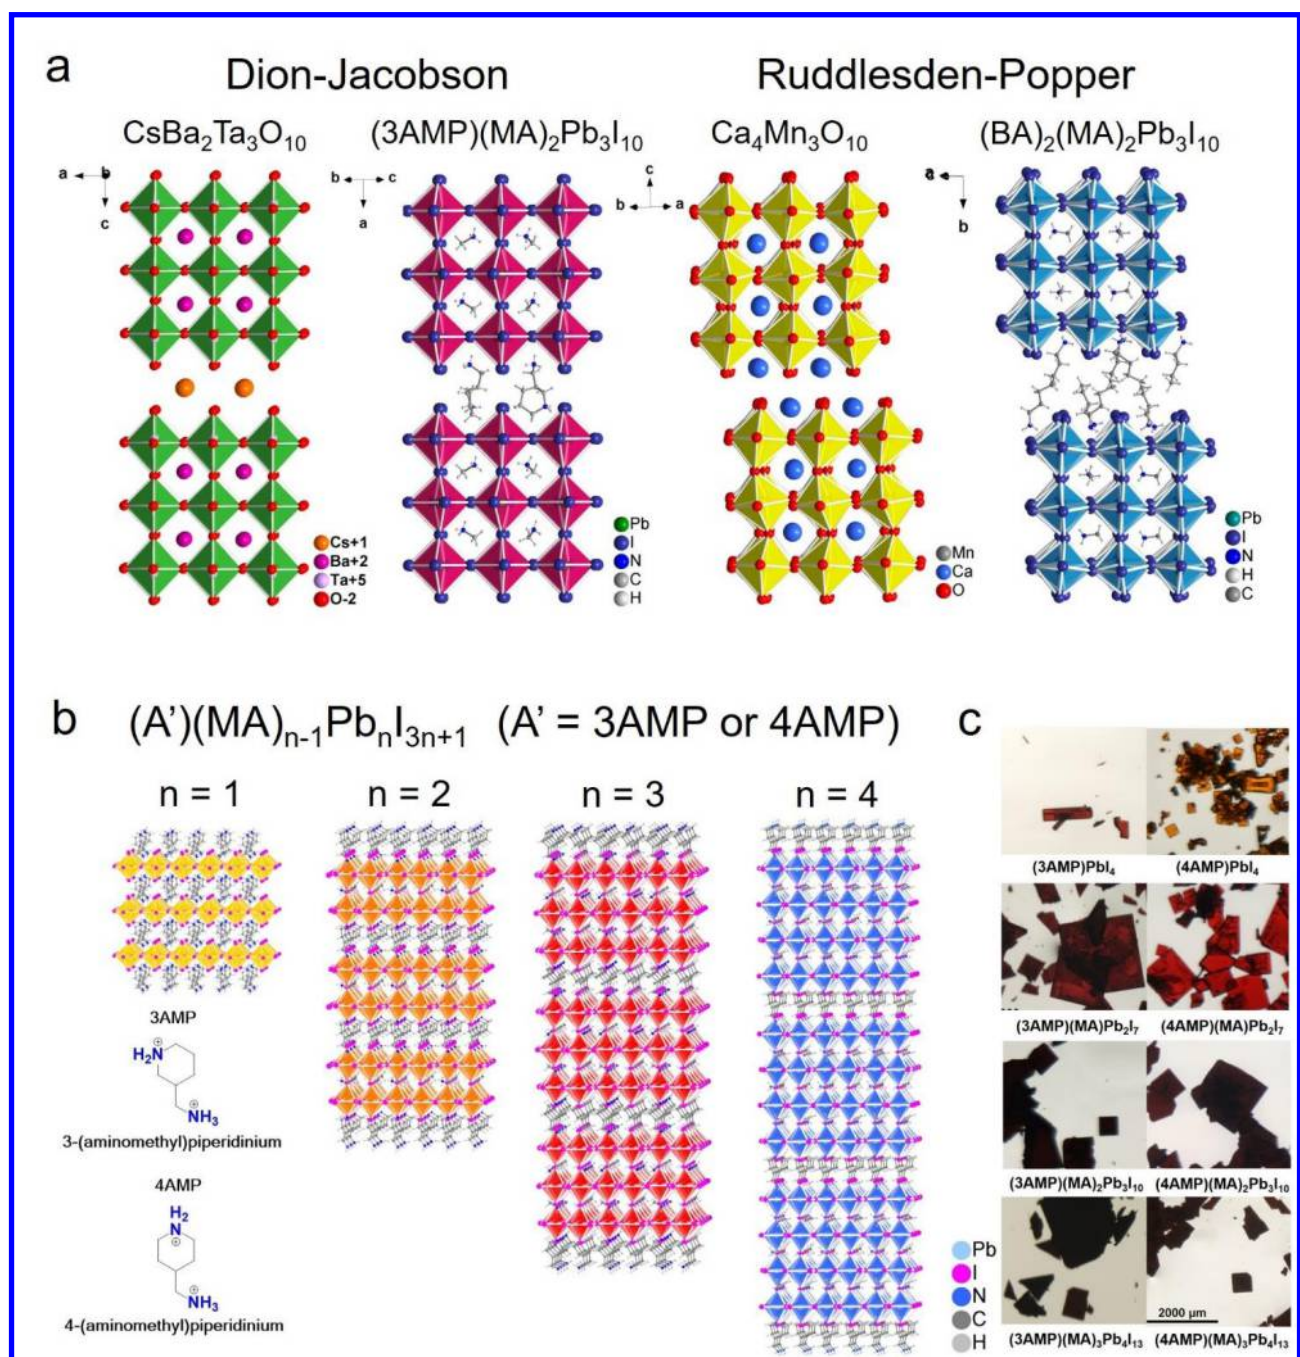 a
Dion-Jacobson
Ruddlesden-Popper
CsBa₂Ta₃O₁₀
(3AMP)(MA)₂Pb₃I₁₀
Ca₄Mn₃O₁₀
(BA)₂(MA)₂Pb₃I₁₀
a b
c
b c
a
c
b a
b
Cs+1
Ba+2
Ta+5
O-2
Pb
I
N
C
H
Mn
Ca
O
Pb
I
N
H
C
b
(A’)(MA)ₙ₋₁PbₙI₃ₙ₊₁ (A’ = 3AMP or 4AMP)
n = 1
n = 2
n = 3
n = 4
3AMP
H₂N
NH₃
3-(aminomethyl)piperidinium
4AMP
H₂
N
NH₃
4-(aminomethyl)piperidinium
Pb
I
N
C
H
c
(3AMP)PbI₄
(4AMP)PbI₄
(3AMP)(MA)Pb₂I₇
(4AMP)(MA)Pb₂I₇
(3AMP)(MA)₂Pb₃I₁₀
(4AMP)(MA)₂Pb₃I₁₀
2000 μm
(3AMP)(MA)₃Pb₄I₁₃
(4AMP)(MA)₃Pb₄I₁₃